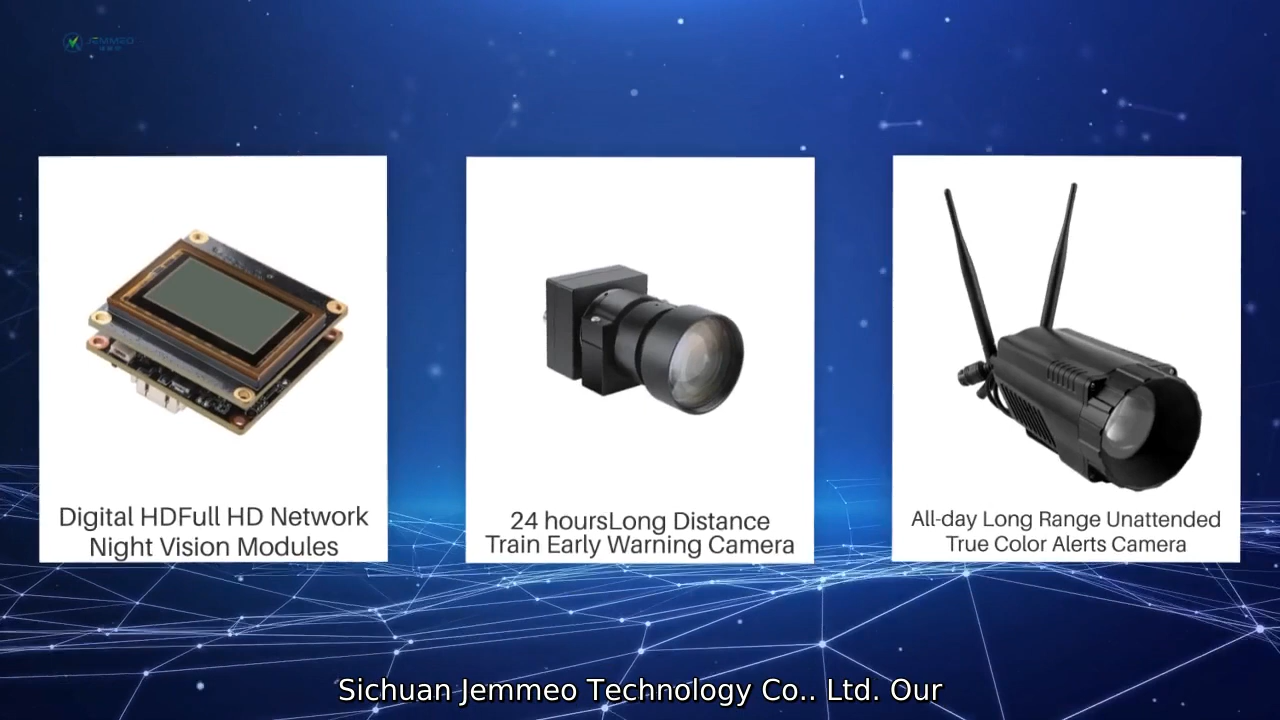 JEMMEO
Digital HDFull HD Network
Night Vision Modules
24 hoursLong Distance
Train Early Warning Camera
All-day Long Range Unattended
True Color Alerts Camera
Sichuan Jemmeo Technology Co.. Ltd. Our